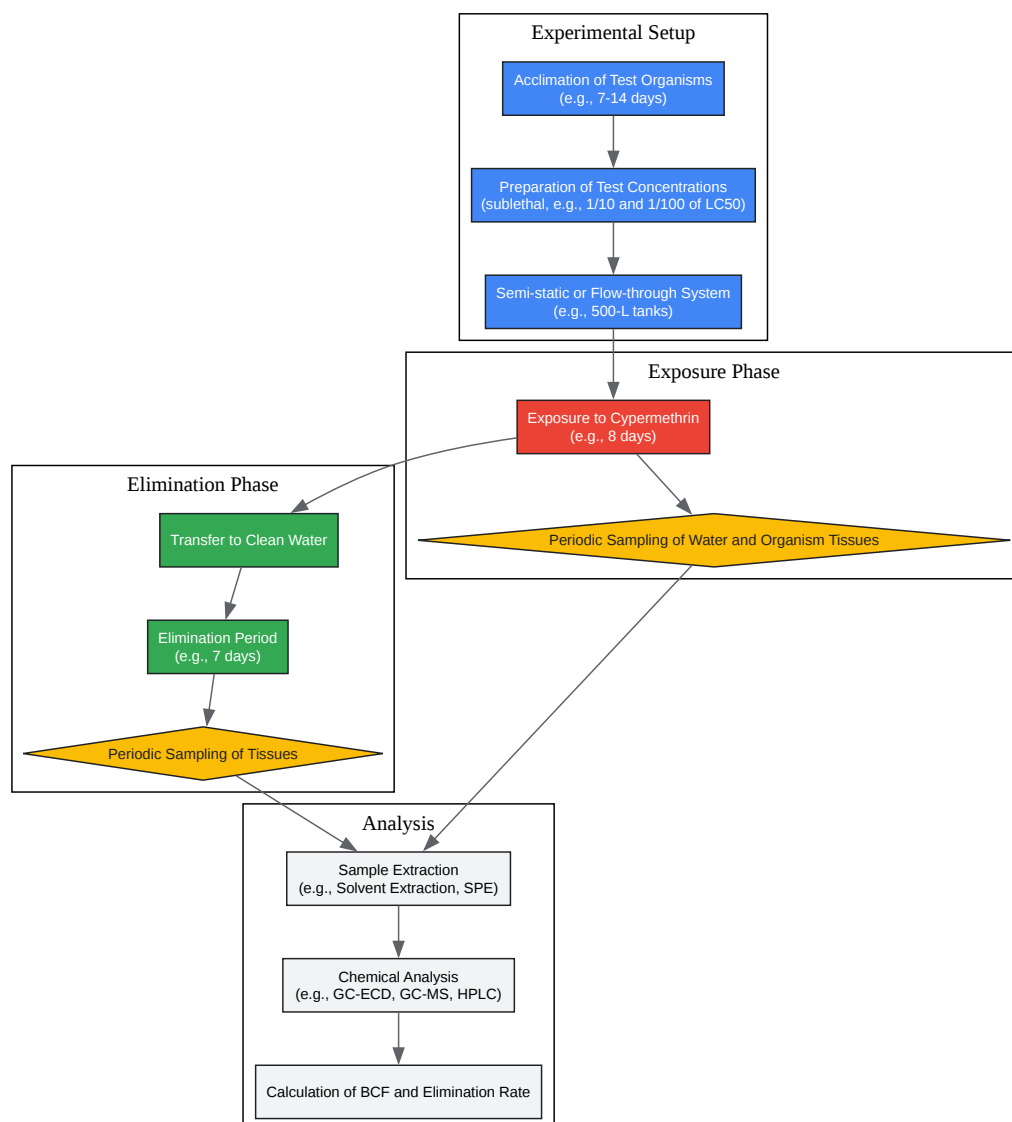 Experimental Setup
Acclimation of Test Organisms
(e.g., 7-14 days)
Preparation of Test Concentrations
(sublethal, e.g., 1/10 and 1/100 of LC50)
Semi-static or Flow-through System
(e.g., 500-L tanks)
Exposure Phase
Exposure to Cypermethrin
(e.g., 8 days)
Periodic Sampling of Water and Organism Tissues
Elimination Phase
Transfer to Clean Water
Elimination Period
(e.g., 7 days)
Periodic Sampling of Tissues
Analysis
Sample Extraction
(e.g., Solvent Extraction, SPE)
Chemical Analysis
(e.g., GC-ECD, GC-MS, HPLC)
Calculation of BCF and Elimination Rate